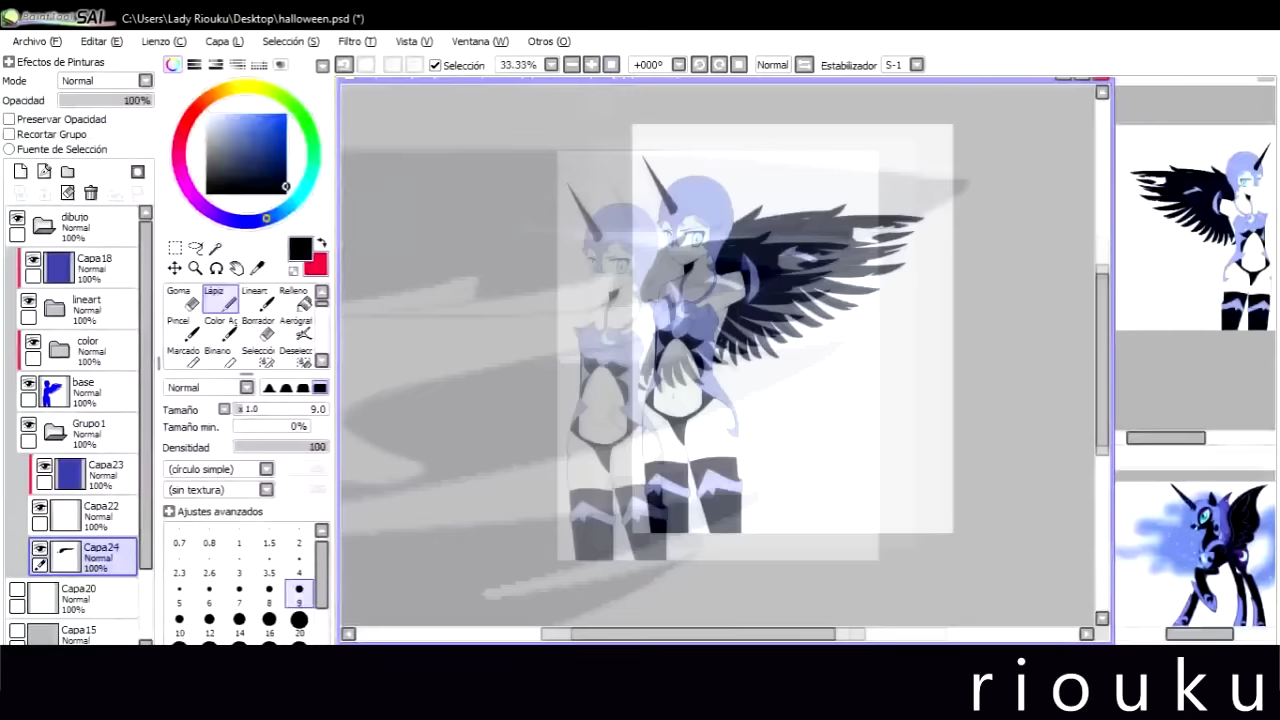 PaintTool SAI C:\Users\Lady Riouku\Desktop\halloween.psd (*)
Archivo (F) Editar (E) Lienzo (C) Capa (L) Selección (S) Filtro (T) Vista (V) Ventana (W) Otros (O)
Efectos de Pinturas
Mode Normal
Opacidad 100%
Preservar Opacidad
Recortar Grupo
Fuente de Selección
Selección 33.33% +000° Normal Estabilizador S-1
dibujo
Normal
100%
Capa18
Normal
100%
lineart
Normal
100%
color
Normal
100%
base
Normal
100%
Grupo1
Normal
100%
Capa23
Normal
100%
Capa22
Normal
100%
Capa24
Normal
100%
Capa20
Normal
100%
Capa15
Normal
Goma Lápiz Lineart Relleno
Pincel Color Borrador Aerógraf
Marcado Binario Selección Deselecc
Normal
Tamaño x 1.0 9.0
Tamaño min. 0%
Densitidad 100
(círculo simple)
(sin textura)
Ajustes avanzados
0.7 0.8 1 1.5 2
2.3 2.6 3 3.5 4
5 6 7 8 9
10 12 14 16 20
riouku